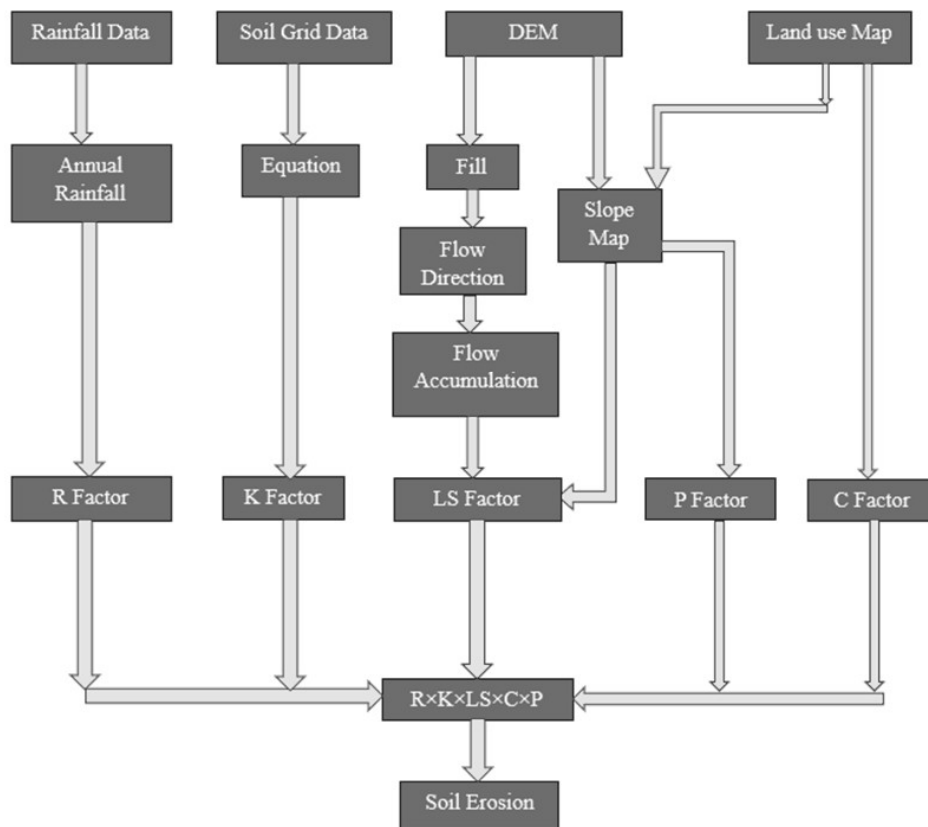 Rainfall Data
Soil Grid Data
DEM
Land use Map
Annual
Rainfall
Equation
Fill
Slope
Map
Flow
Direction
Flow
Accumulation
R Factor
K Factor
LS Factor
P Factor
C Factor
R×K×LS×C×P
Soil Erosion